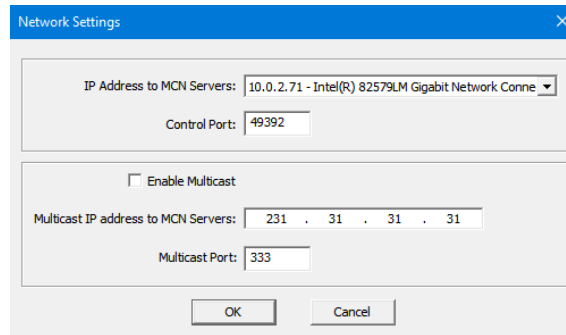 Network Settings
IP Address to MCN Servers: 10.0.2.71 - Intel(R) 82579LM Gigabit Network Conne
Control Port: 49392
Enable Multicast
Multicast IP address to MCN Servers: 231 . 31 . 31 . 31
Multicast Port: 333
OK Cancel